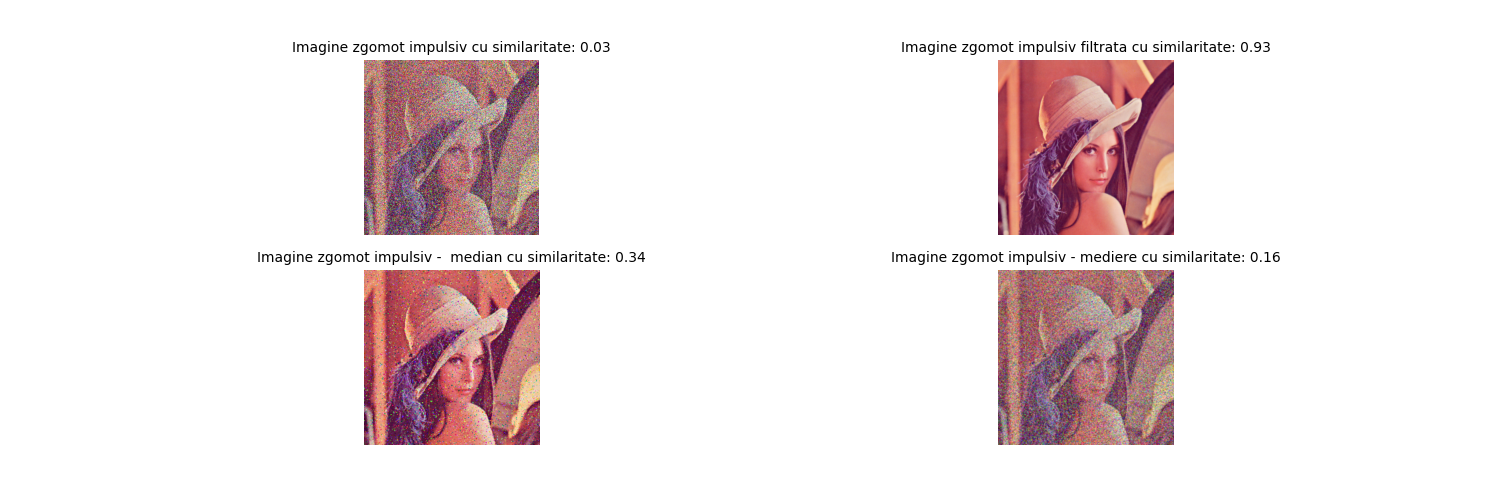 Imagine zgomot impulsiv cu similaritate: 0.03
Imagine zgomot impulsiv filtrata cu similaritate: 0.93
Imagine zgomot impulsiv -  median cu similaritate: 0.34
Imagine zgomot impulsiv - mediere cu similaritate: 0.16